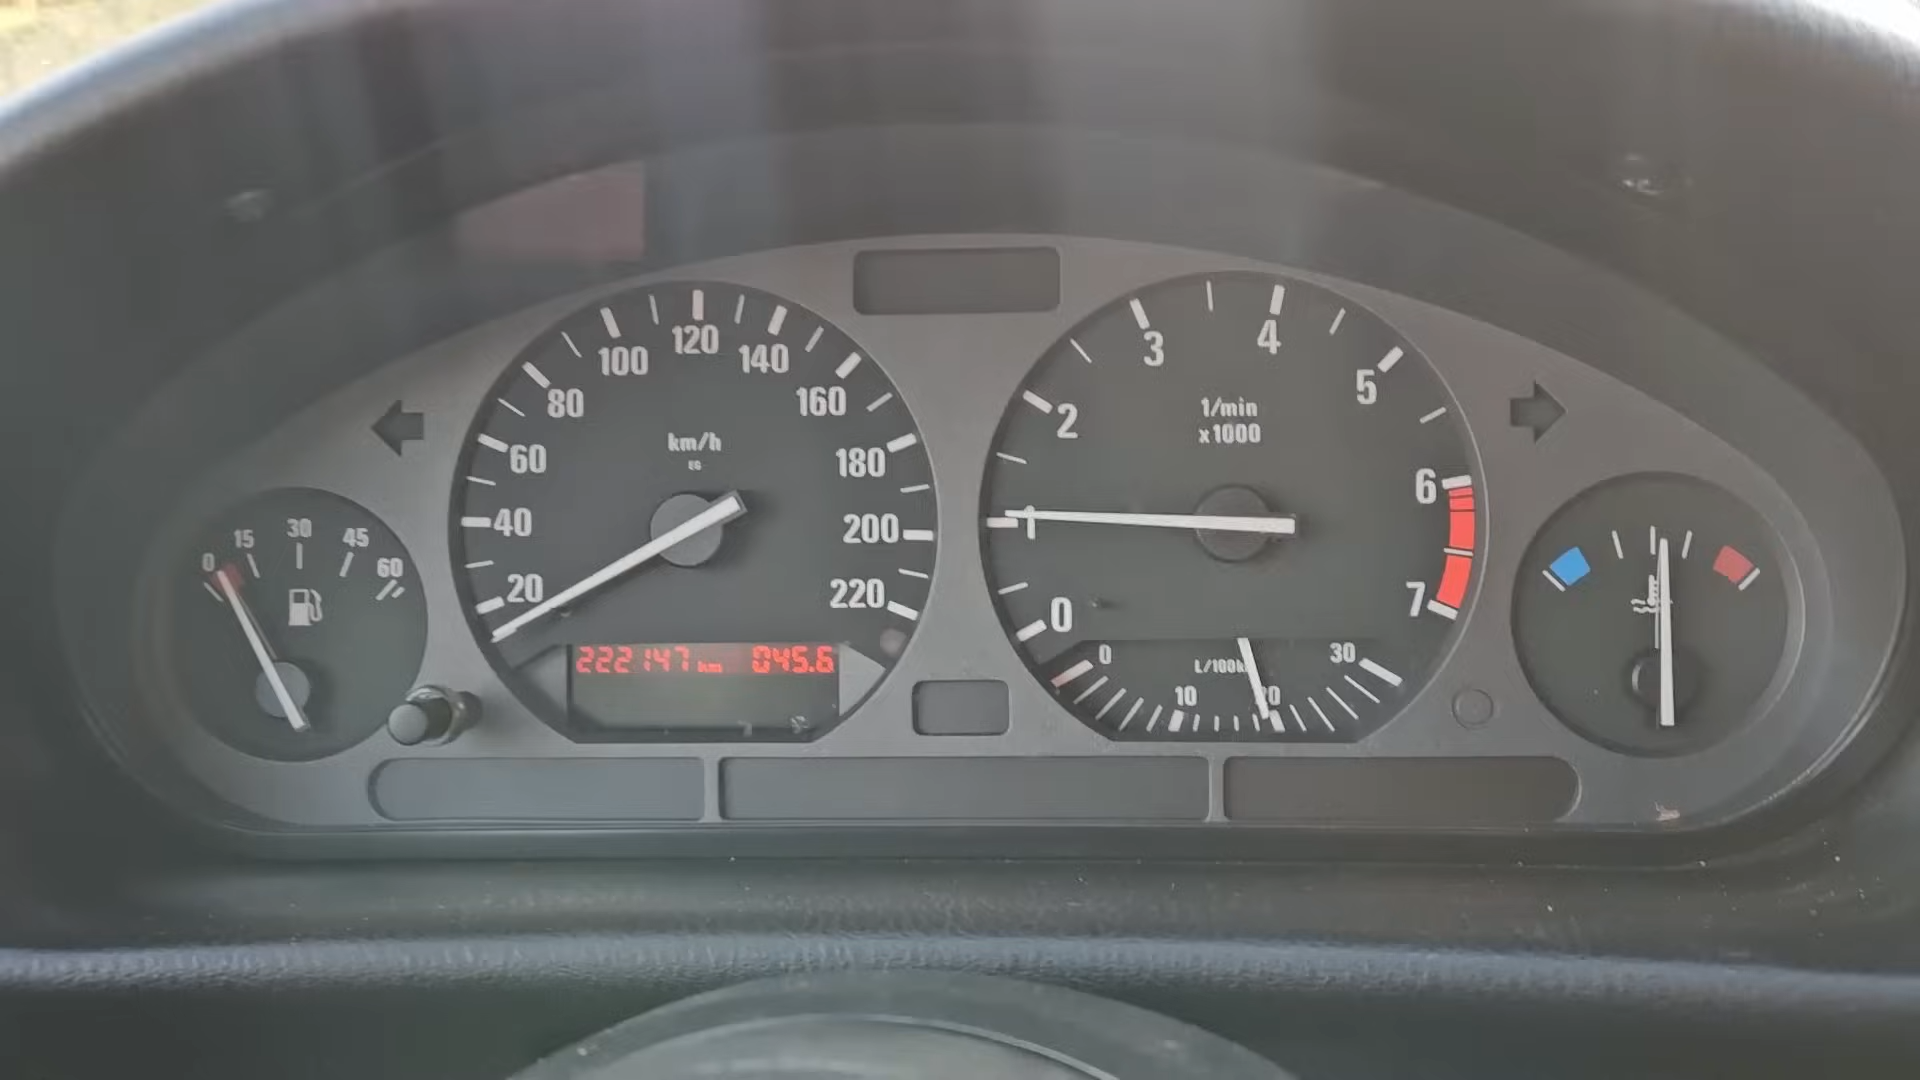 0 15 30 45 60
20 40 60 80 100 120 140 160 180 200 220
km/h
EG
222147 km 045.6
0 1 2 3 4 5 6 7
1/min
x1000
0 10 20 30